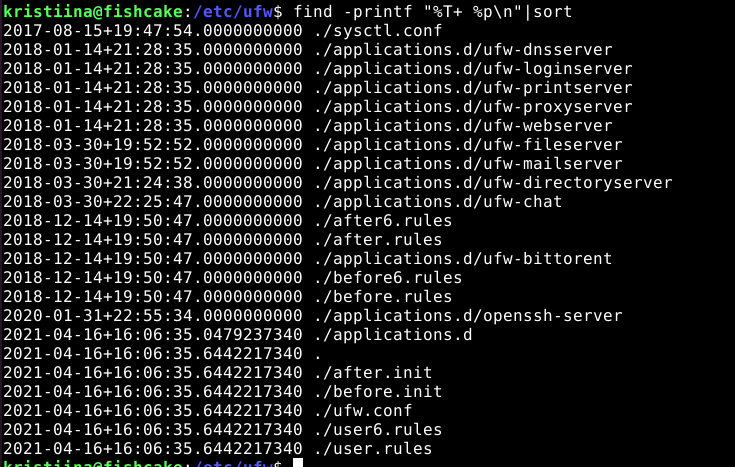 kristiina@fishcake:/etc/ufw$ find -printf "%T+ %p\n"|sort
2017-08-15+19:47:54.0000000000 ./sysctl.conf
2018-01-14+21:28:35.0000000000 ./applications.d/ufw-dnsserver
2018-01-14+21:28:35.0000000000 ./applications.d/ufw-loginserver
2018-01-14+21:28:35.0000000000 ./applications.d/ufw-printserver
2018-01-14+21:28:35.0000000000 ./applications.d/ufw-proxyserver
2018-01-14+21:28:35.0000000000 ./applications.d/ufw-webserver
2018-03-30+19:52:52.0000000000 ./applications.d/ufw-fileserver
2018-03-30+19:52:52.0000000000 ./applications.d/ufw-mailserver
2018-03-30+21:24:38.0000000000 ./applications.d/ufw-directoryserver
2018-03-30+22:25:47.0000000000 ./applications.d/ufw-chat
2018-12-14+19:50:47.0000000000 ./after6.rules
2018-12-14+19:50:47.0000000000 ./after.rules
2018-12-14+19:50:47.0000000000 ./applications.d/ufw-bittorent
2018-12-14+19:50:47.0000000000 ./before6.rules
2018-12-14+19:50:47.0000000000 ./before.rules
2020-01-31+22:55:34.0000000000 ./applications.d/openssh-server
2021-04-16+16:06:35.0479237340 ./applications.d
2021-04-16+16:06:35.6442217340 .
2021-04-16+16:06:35.6442217340 ./after.init
2021-04-16+16:06:35.6442217340 ./before.init
2021-04-16+16:06:35.6442217340 ./ufw.conf
2021-04-16+16:06:35.6442217340 ./user6.rules
2021-04-16+16:06:35.6442217340 ./user.rules
kristiina@fishcake:/etc/ufw$